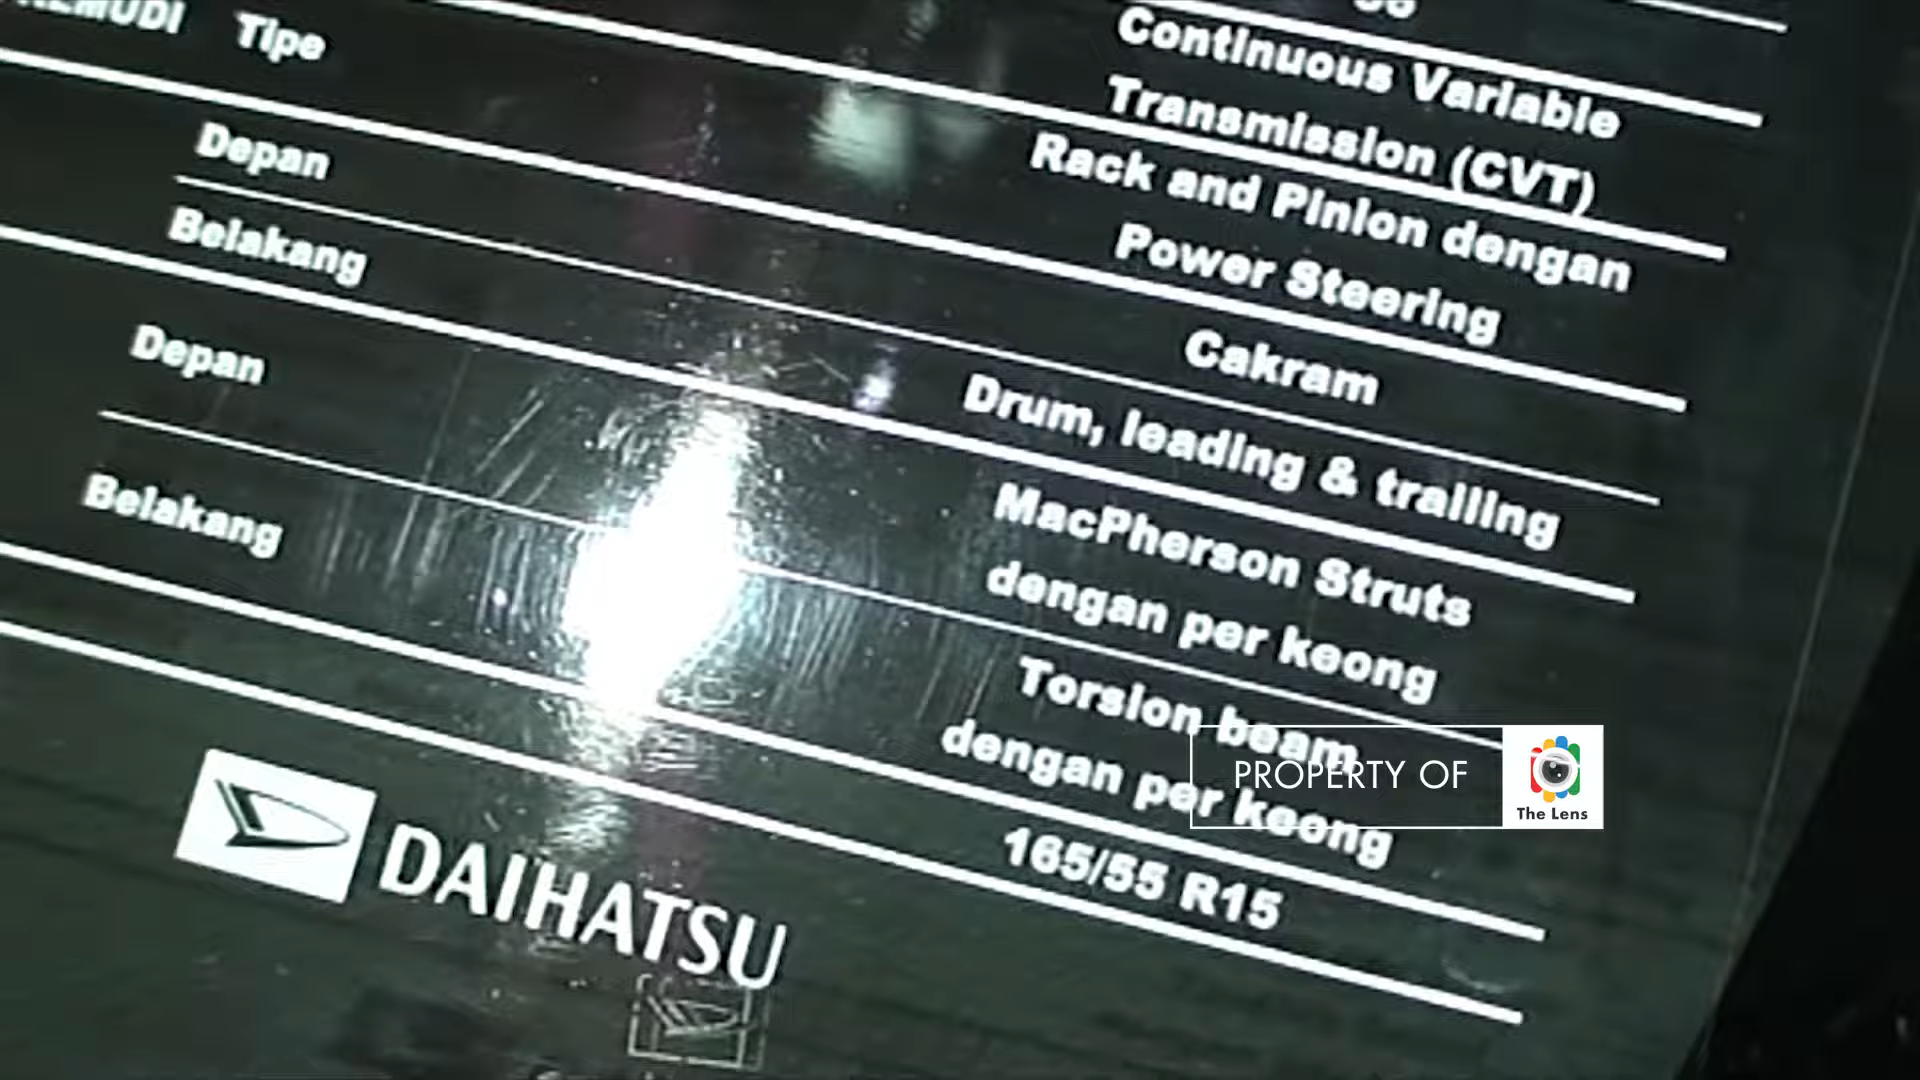 Continuous Variable
Transmission (CVT)
Tipe
Rack and Pinion dengan
Power Steering
Depan
Cakram
Belakang
Drum, leading & trailing
Depan
MacPherson Struts
dengan per keong
Belakang
Torsion beam
dengan per keong
165/55 R15
DAIHATSU
PROPERTY OF
The Lens